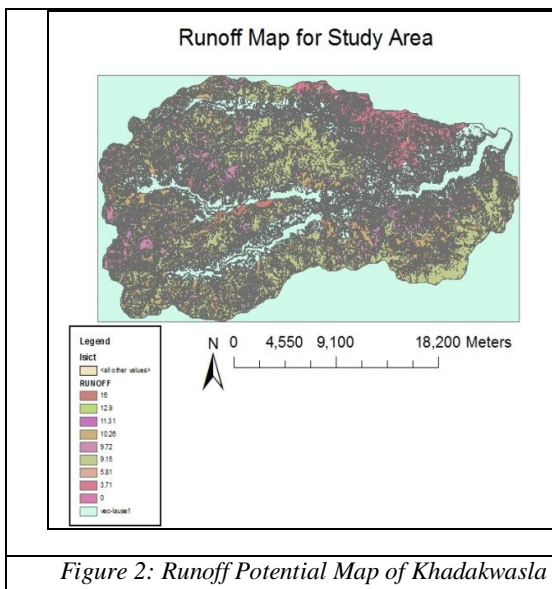 Runoff Map for Study Area
Legend
lsict
<all other values>
RUNOFF
16
12.9
11.31
10.26
9.72
9.15
5.81
3.71
0
N 0 4,550 9,100 18,200 Meters
Figure 2: Runoff Potential Map of Khadakwasla